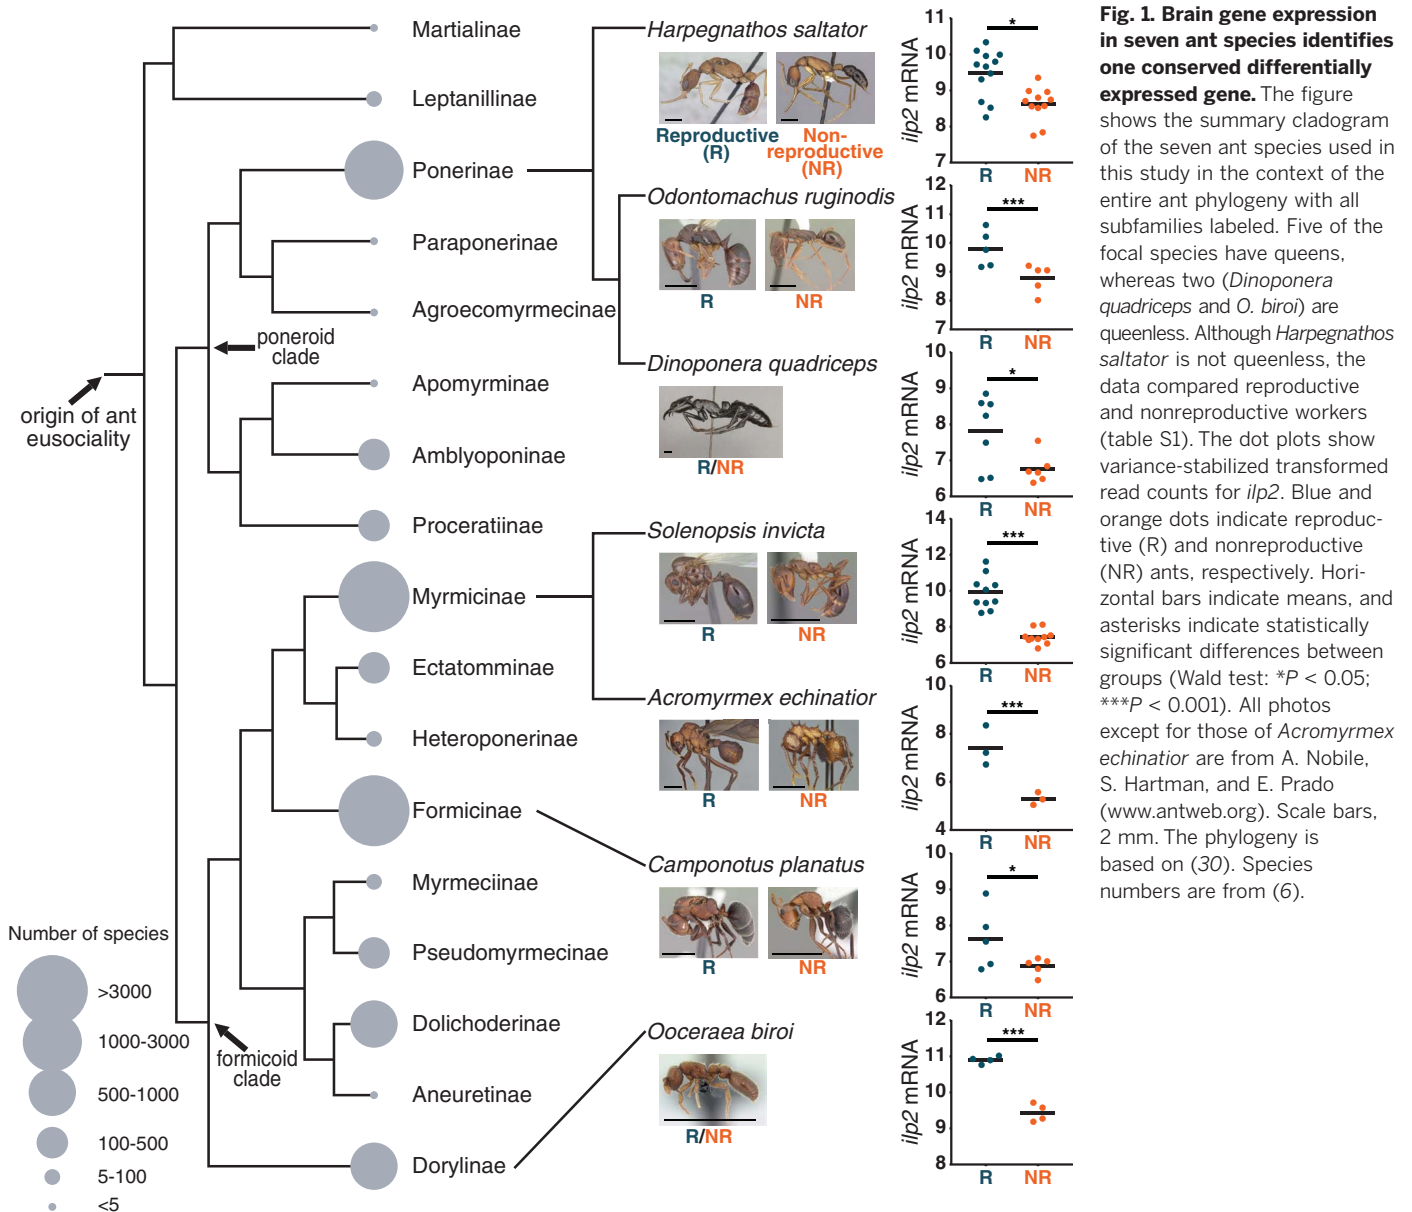 Martialinae
Leptanillinae
Ponerinae
Paraponerinae
Agroecomyrmecinae
poneroid
clade
origin of ant
eusociality
Apomyrminae
Amblyoponinae
Proceratiinae
Myrmicinae
Ectatomminae
Heteroponerinae
Formicinae
Myrmeciinae
Pseudomyrmecinae
Dolichoderinae
formicoid
clade
Aneuretinae
Dorylinae
Number of species
>3000
1000-3000
500-1000
100-500
5-100
<5
Harpegnathos saltator
Reproductive
(R)
Non-
reproductive
(NR)
Odontomachus ruginodis
R
NR
Dinoponera quadriceps
R/NR
Solenopsis invicta
R
NR
Acromyrmex echinatior
R
NR
Camponotus planatus
R
NR
Ooceraea biroi
R/NR
ilp2 mRNA
11
10
9
8
7
*
R
NR
ilp2 mRNA
12
11
10
9
8
7
***
R
NR
ilp2 mRNA
10
9
8
7
6
*
R
NR
ilp2 mRNA
14
12
10
8
6
***
R
NR
ilp2 mRNA
10
8
6
4
***
R
NR
ilp2 mRNA
10
9
8
7
6
*
R
NR
ilp2 mRNA
12
11
10
9
8
***
R
NR
Fig. 1. Brain gene expression
in seven ant species identifies
one conserved differentially
expressed gene. The figure
shows the summary cladogram
of the seven ant species used in
this study in the context of the
entire ant phylogeny with all
subfamilies labeled. Five of the
focal species have queens,
whereas two (Dinoponera
quadriceps and O. biroi) are
queenless. Although Harpegnathos
saltator is not queenless, the
data compared reproductive
and nonreproductive workers
(table S1). The dot plots show
variance-stabilized transformed
read counts for ilp2. Blue and
orange dots indicate reproduc-
tive (R) and nonreproductive
(NR) ants, respectively. Hori-
zontal bars indicate means, and
asterisks indicate statistically
significant differences between
groups (Wald test: *P < 0.05;
***P < 0.001). All photos
except for those of Acromyrmex
echinatior are from A. Nobile,
S. Hartman, and E. Prado
(www.antweb.org). Scale bars,
2 mm. The phylogeny is
based on (30). Species
numbers are from (6).